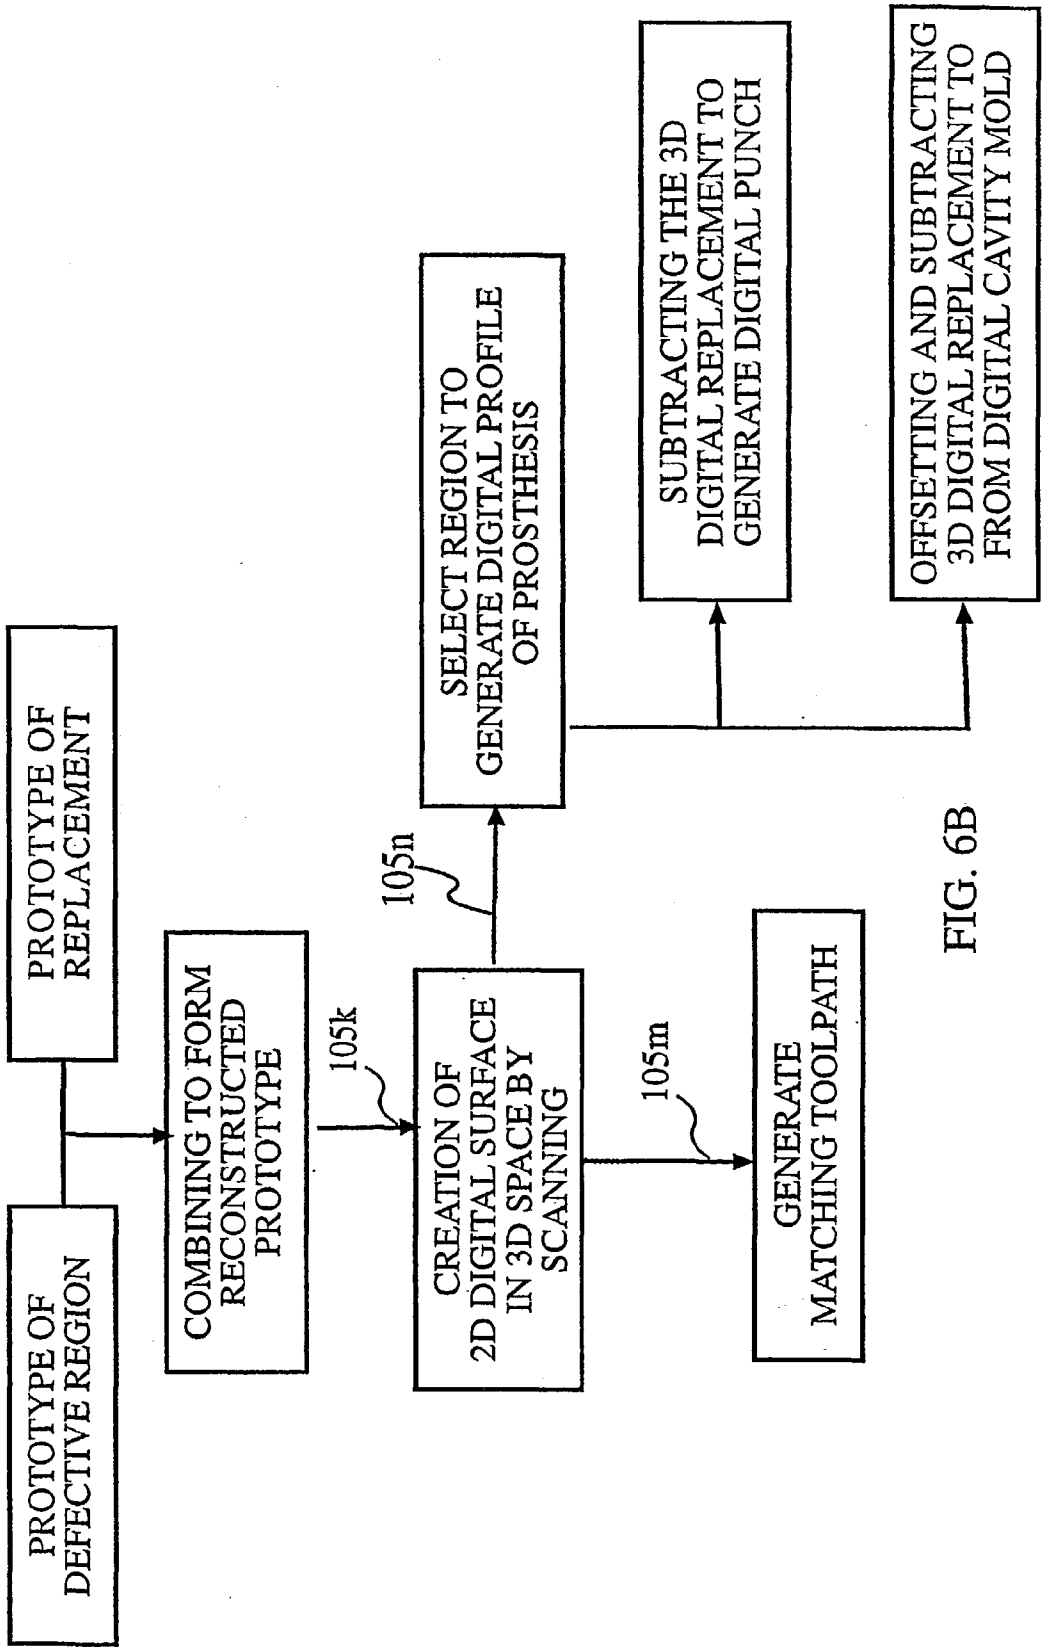 PROTOTYPE OF
DEFECTIVE REGION
PROTOTYPE OF
REPLACEMENT
COMBINING TO FORM
RECONSTRUCTED
PROTOTYPE
105k
CREATION OF
2D DIGITAL SURFACE
IN 3D SPACE BY
SCANNING
105n
SELECT REGION TO
GENERATE DIGITAL PROFILE
OF PROSTHESIS
105m
GENERATE
MATCHING TOOLPATH
SUBTRACTING THE 3D
DIGITAL REPLACEMENT TO
GENERATE DIGITAL PUNCH
OFFSETTING AND SUBTRACTING
3D DIGITAL REPLACEMENT TO
FROM DIGITAL CAVITY MOLD
FIG. 6B